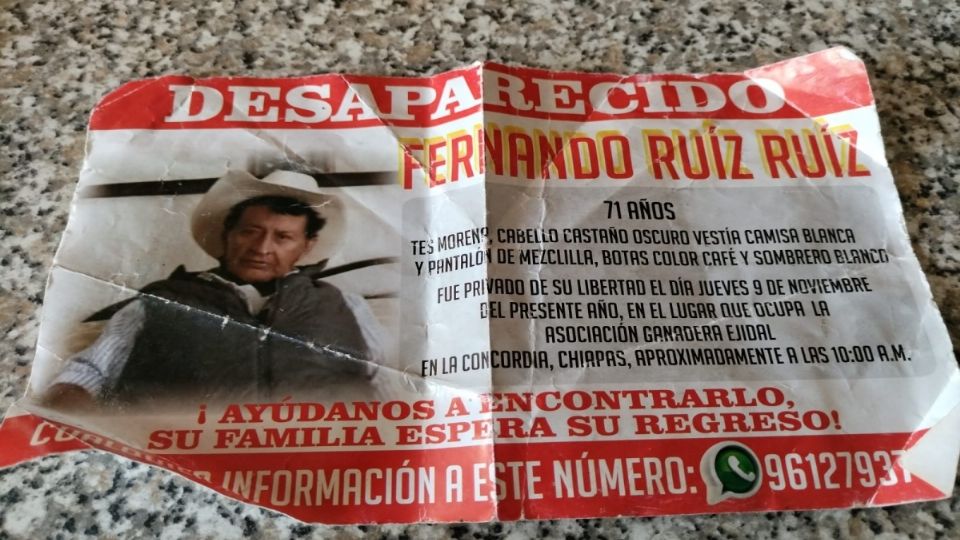 DESAPARECIDO
FERNANDO RUÍZ RUÍZ
71 AÑOS
TES MORENA, CABELLO CASTAÑO OSCURO VESTÍA CAMISA BLANCA
Y PANTALÓN DE MEZCLILLA, BOTAS COLOR CAFÉ Y SOMBRERO BLANCO
FUE PRIVADO DE SU LIBERTAD EL DÍA JUEVES 9 DE NOVIEMBRE
DEL PRESENTE AÑO, EN EL LUGAR QUE OCUPA LA
ASOCIACIÓN GANADERA EJIDAL
EN LA CONCORDIA, CHIAPAS, APROXIMADAMENTE A LAS 10:00 A.M.
¡ AYÚDANOS A ENCONTRARLO,
SU FAMILIA ESPERA SU REGRESO!
INFORMACIÓN A ESTE NÚMERO: 9612793